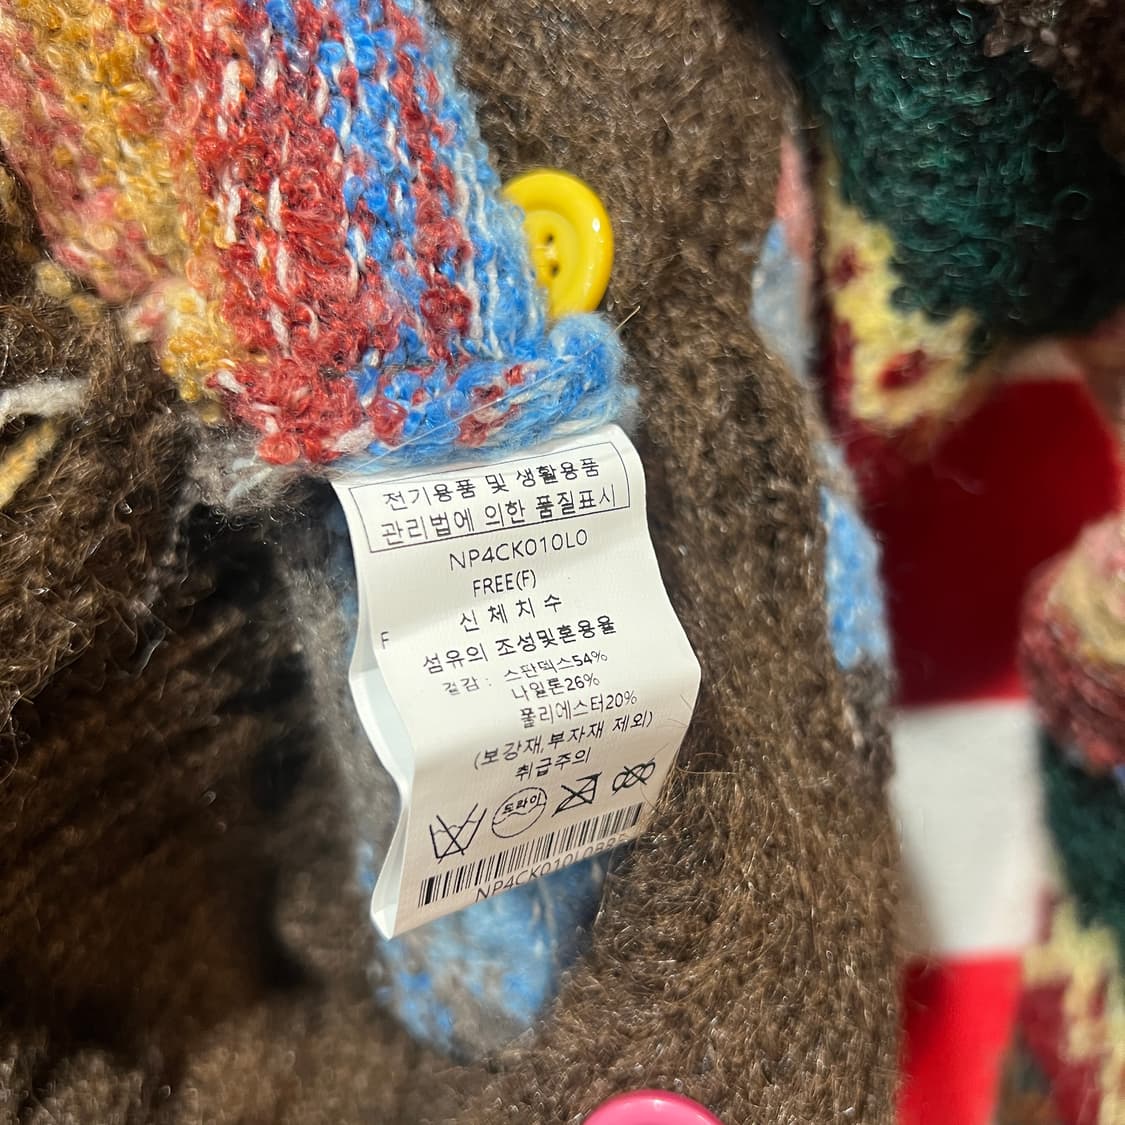 전기용품 및 생활용품
관리법에 의한 품질표시
NP4CK010L0
FREE(F)
신체치수
F
섬유의 조성및혼용율
겉감: 스판덱스54%
나일론26%
폴리에스터20%
(보강재,부자재 제외)
취급주의
드라이